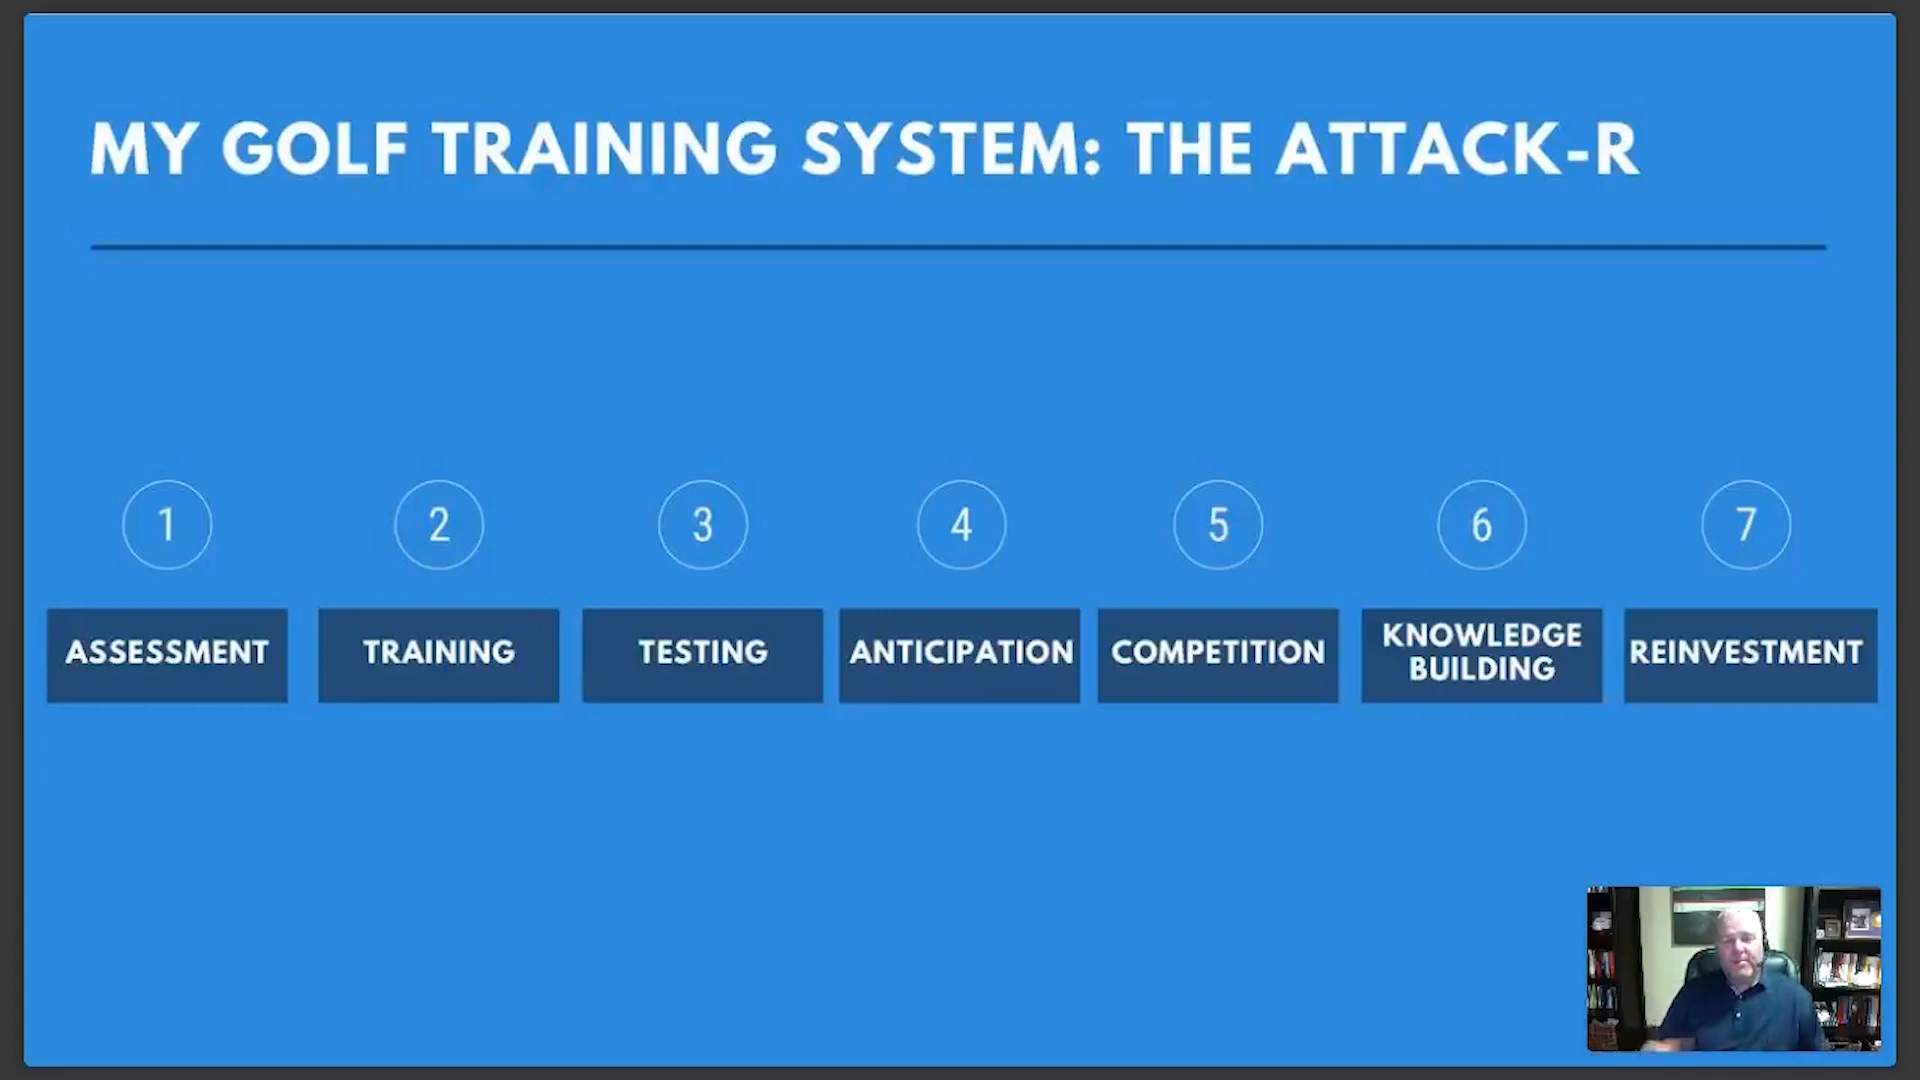 MY GOLF TRAINING SYSTEM: THE ATTACK-R
1
2
3
4
5
6
7
ASSESSMENT
TRAINING
TESTING
ANTICIPATION
COMPETITION
KNOWLEDGE
BUILDING
REINVESTMENT